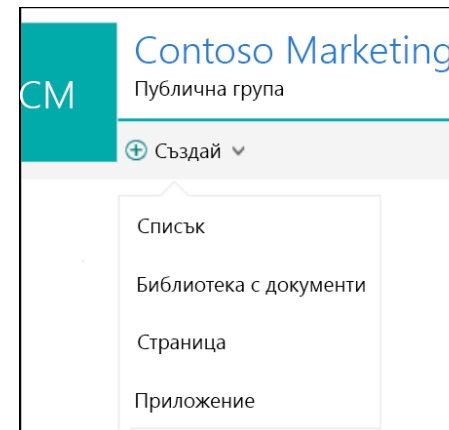 Contoso Marketing
CM
Публична група
Създай
Списък
Библиотека с документи
Страница
Приложение